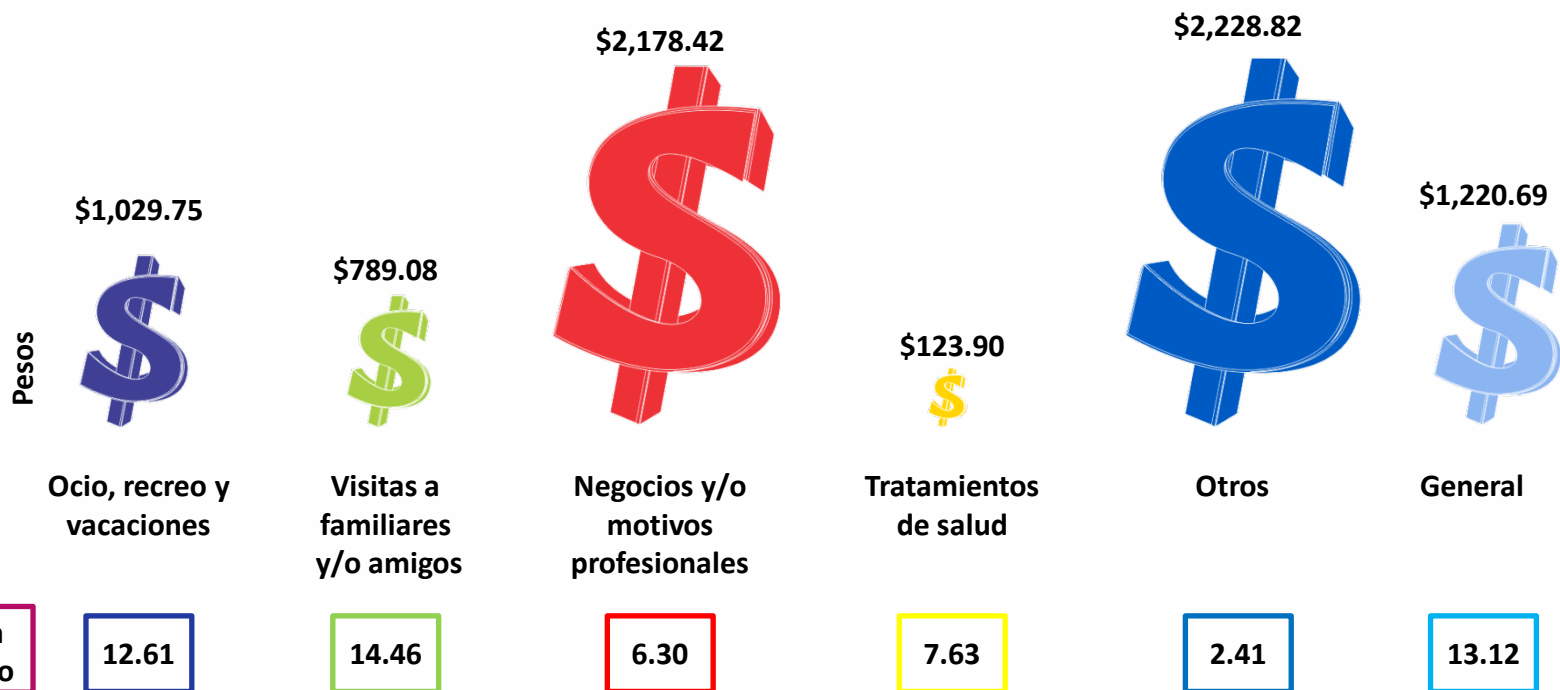 $2,228.82
$2,178.42
$1,029.75
$1,220.69
$789.08
$123.90
Pesos
Ocio, recreo y
vacaciones
Visitas a
familiares
y/o amigos
Negocios y/o
motivos
profesionales
Tratamientos
de salud
Otros
General
12.61
14.46
6.30
7.63
2.41
13.12